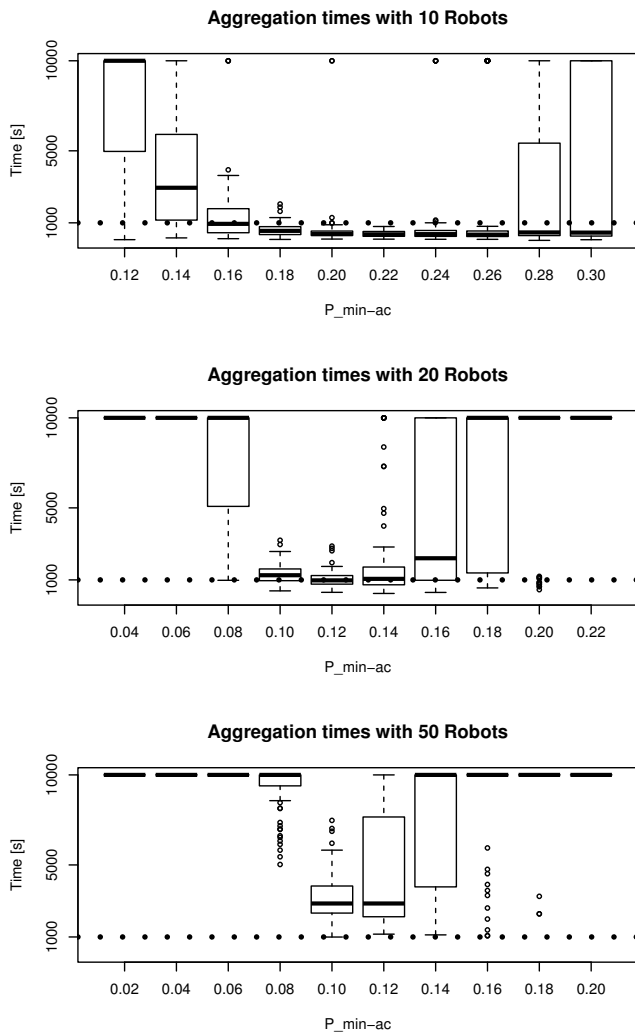 Aggregation times with 10 Robots
Time [s]
10000
5000
1000
0.12 0.14 0.16 0.18 0.20 0.22 0.24 0.26 0.28 0.30
P_min−ac
Aggregation times with 20 Robots
Time [s]
10000
5000
1000
0.04 0.06 0.08 0.10 0.12 0.14 0.16 0.18 0.20 0.22
P_min−ac
Aggregation times with 50 Robots
Time [s]
10000
5000
1000
0.02 0.04 0.06 0.08 0.10 0.12 0.14 0.16 0.18 0.20
P_min−ac